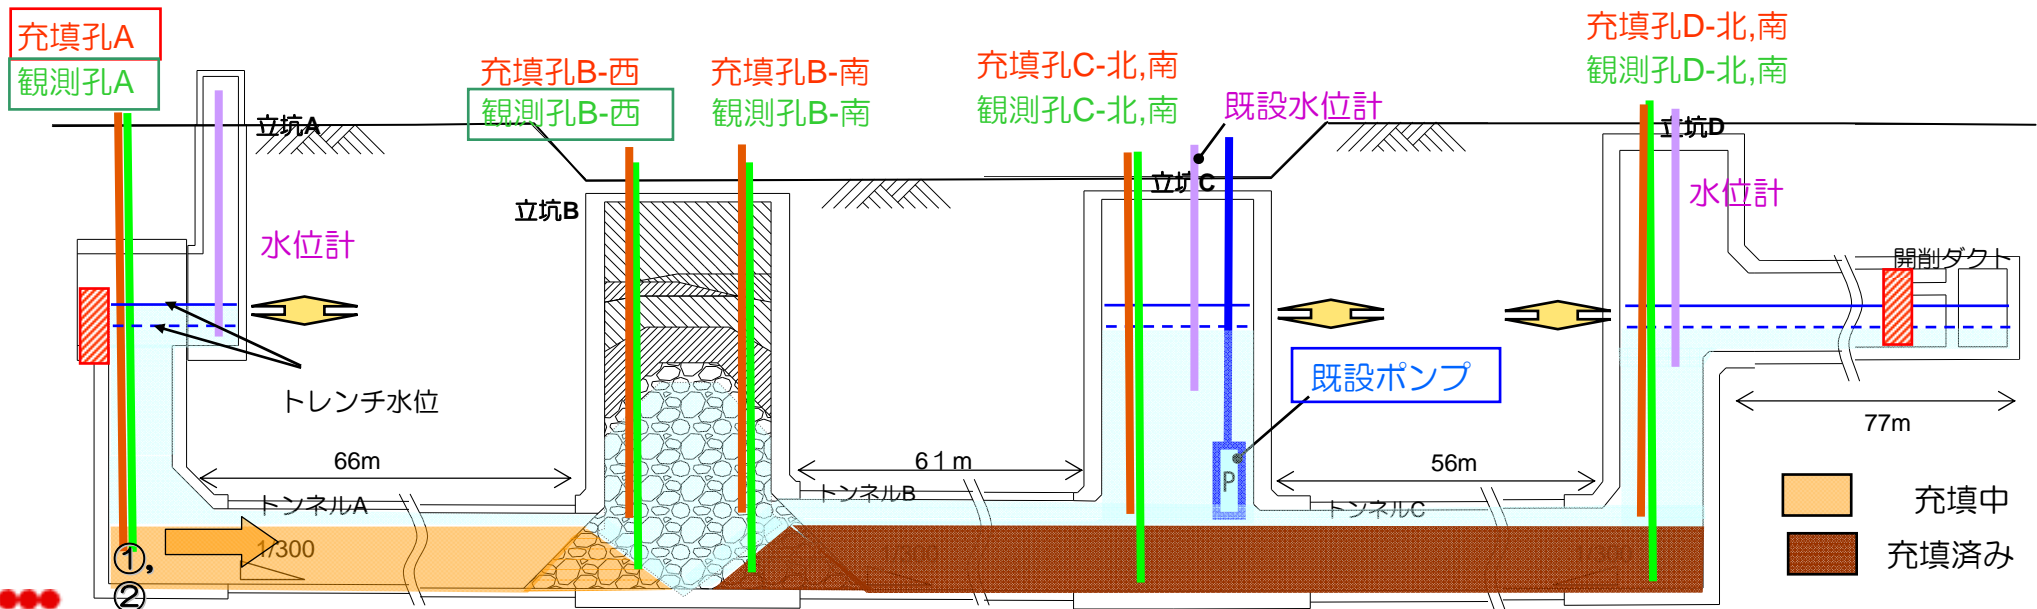 充填孔A
観測孔A
充填孔B-西
観測孔B-西
充填孔B-南
観測孔B-南
充填孔C-北,南
観測孔C-北,南
充填孔D-北,南
観測孔D-北,南
既設水位計
立坑A
立坑B
立坑C
立坑D
水位計
水位計
開削ダクト
トレンチ水位
既設ポンプ
P
66m
61m
56m
77m
トンネルA
トンネルB
トンネルC
1/300
1/300
1/300
①,
②
充填中
充填済み